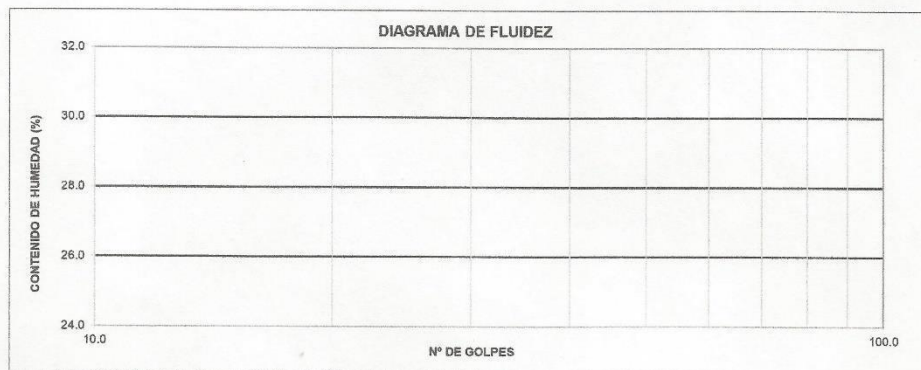 DIAGRAMA DE FLUIDEZ
CONTENIDO DE HUMEDAD (%)
32.0
30.0
28.0
26.0
24.0
10.0
100.0
Nº DE GOLPES